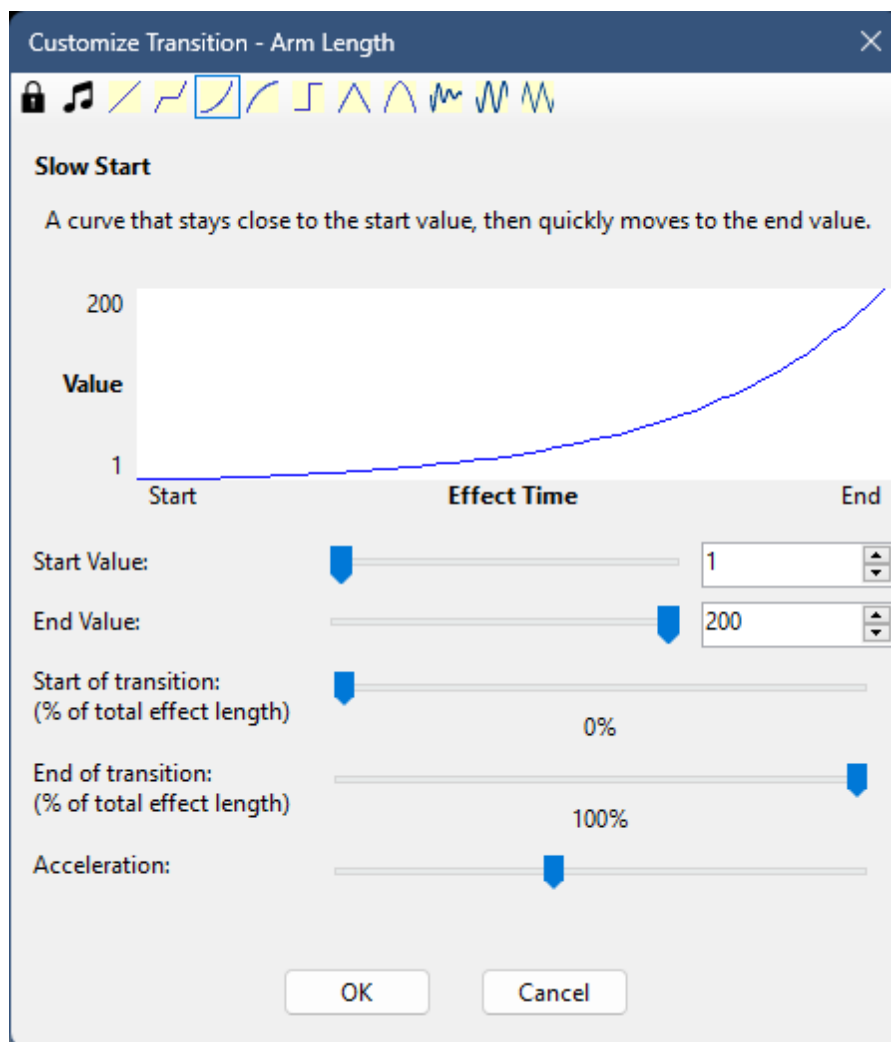 Customize Transition - Arm Length
Slow Start
A curve that stays close to the start value, then quickly moves to the end value.
200
Value
1
Start Effect Time End
Start Value: 1
End Value: 200
Start of transition:
(% of total effect length)
0%
End of transition:
(% of total effect length)
100%
Acceleration:
OK Cancel